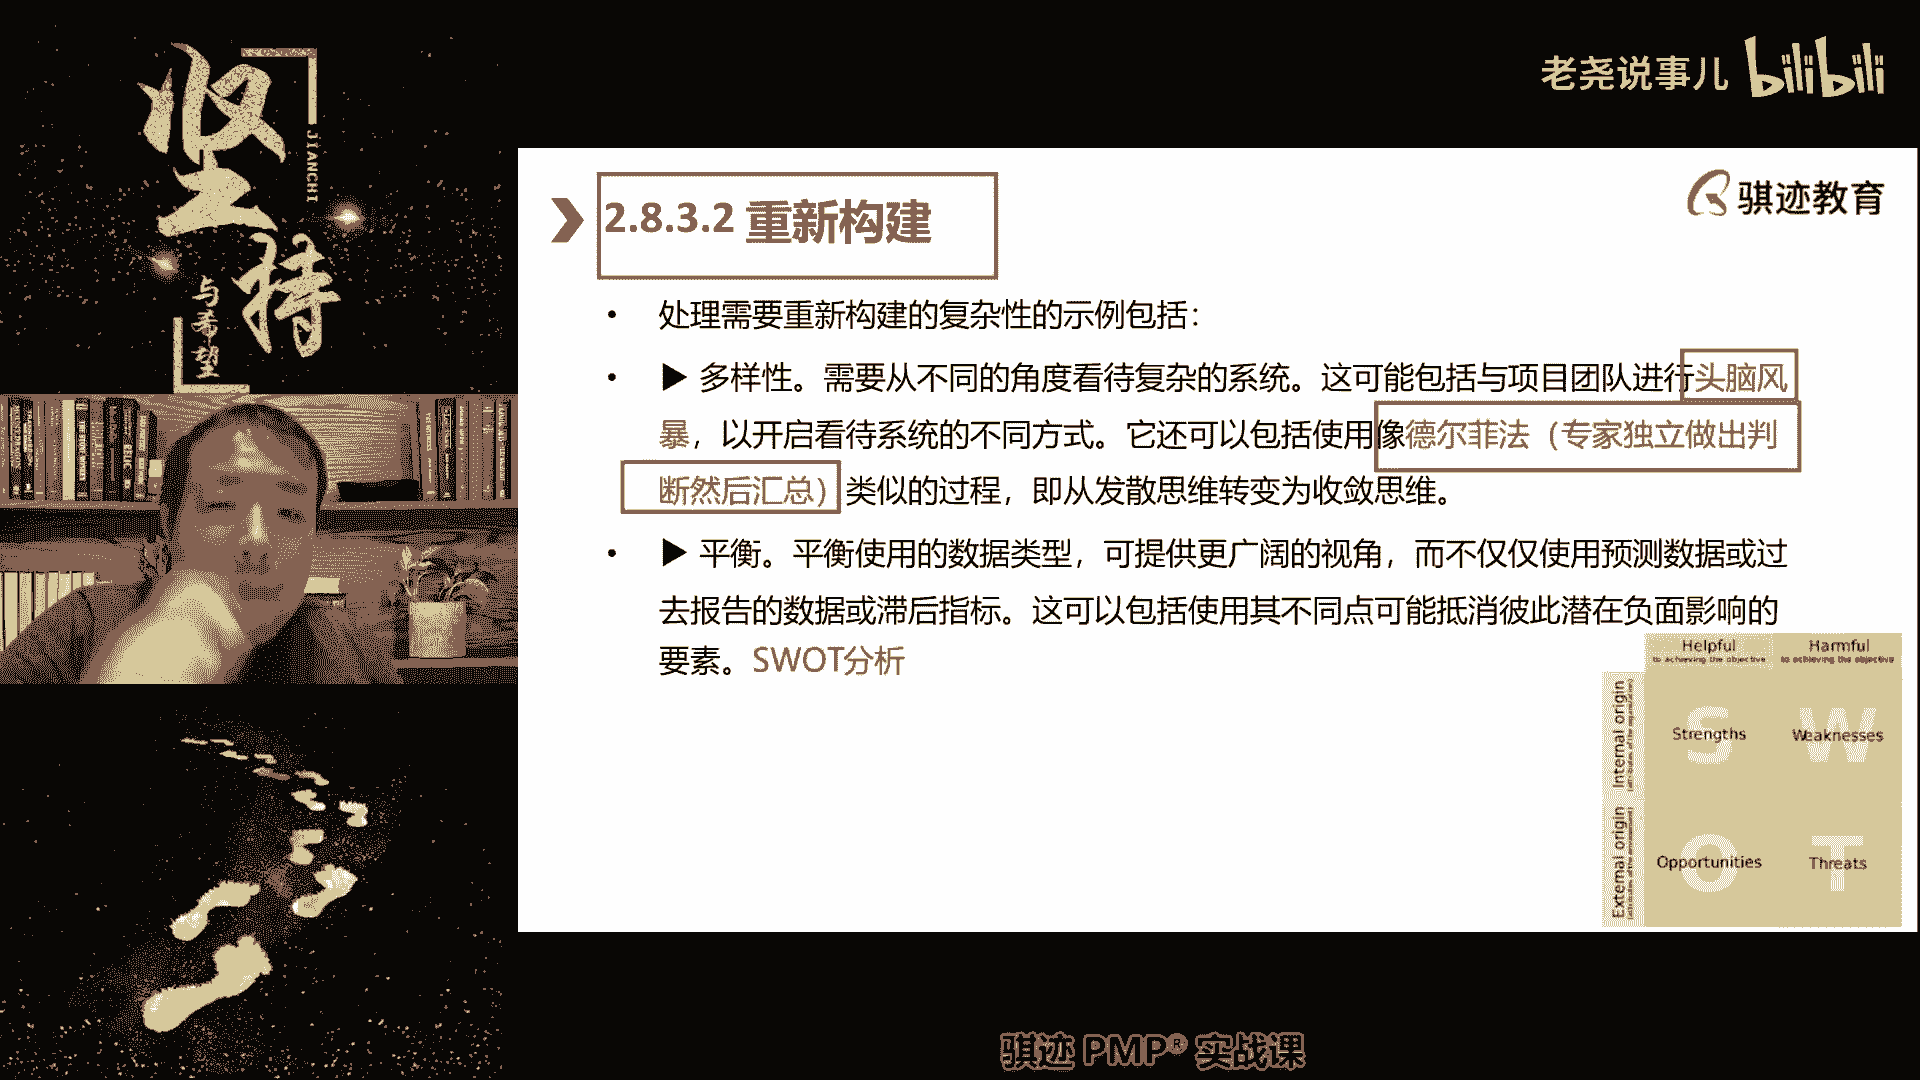 坚持
JIANCHI
与希望
老尧说事儿 bilibili
2.8.3.2 重新构建
骐迹教育
• 处理需要重新构建的复杂性的示例包括：
• ▶ 多样性。需要从不同的角度看待复杂的系统。这可能包括与项目团队进行头脑风
暴，以开启看待系统的不同方式。它还可以包括使用像德尔菲法（专家独立做出判
断然后汇总）类似的过程，即从发散思维转变为收敛思维。
• ▶ 平衡。平衡使用的数据类型，可提供更广阔的视角，而不仅仅使用预测数据或过
去报告的数据或滞后指标。这可以包括使用其不同点可能抵消彼此潜在负面影响的
要素。SWOT分析
Helpful
to achieving the objective
Harmful
to achieving the objective
Internal origin
S
Strengths
W
Weaknesses
External origin
O
Opportunities
T
Threats
骐迹 PMP® 实战课